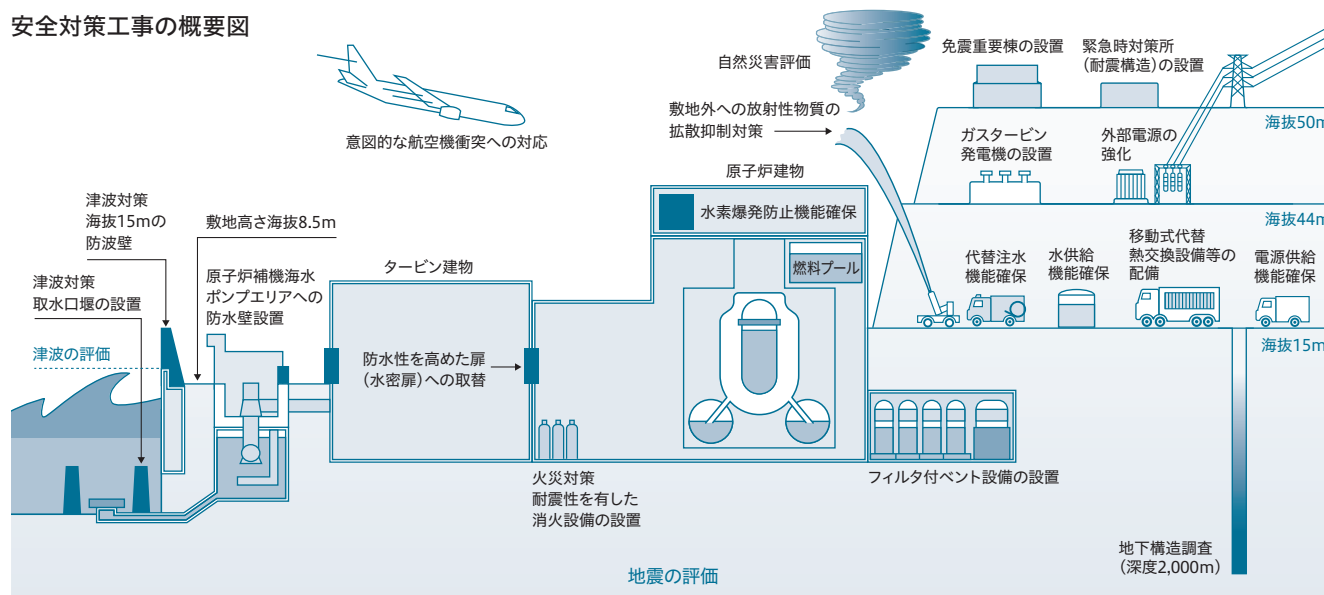 安全対策工事の概要図
意図的な航空機衝突への対応
自然災害評価
敷地外への放射性物質の
拡散抑制対策
免震重要棟の設置
緊急時対策所
（耐震構造）の設置
海抜50m
ガスタービン
発電機の設置
外部電源の
強化
海抜44m
原子炉建物
水素爆発防止機能確保
燃料プール
代替注水
機能確保
水供給
機能確保
移動式代替
熱交換設備等の
配備
電源供給
機能確保
海抜15m
津波対策
海抜15mの
防波壁
敷地高さ海抜8.5m
津波対策
取水口堰の設置
原子炉補機海水
ポンプエリアへの
防水壁設置
津波の評価
タービン建物
防水性を高めた扉
（水密扉）への取替
火災対策
耐震性を有した
消火設備の設置
フィルタ付ベント設備の設置
地下構造調査
（深度2,000m）
地震の評価